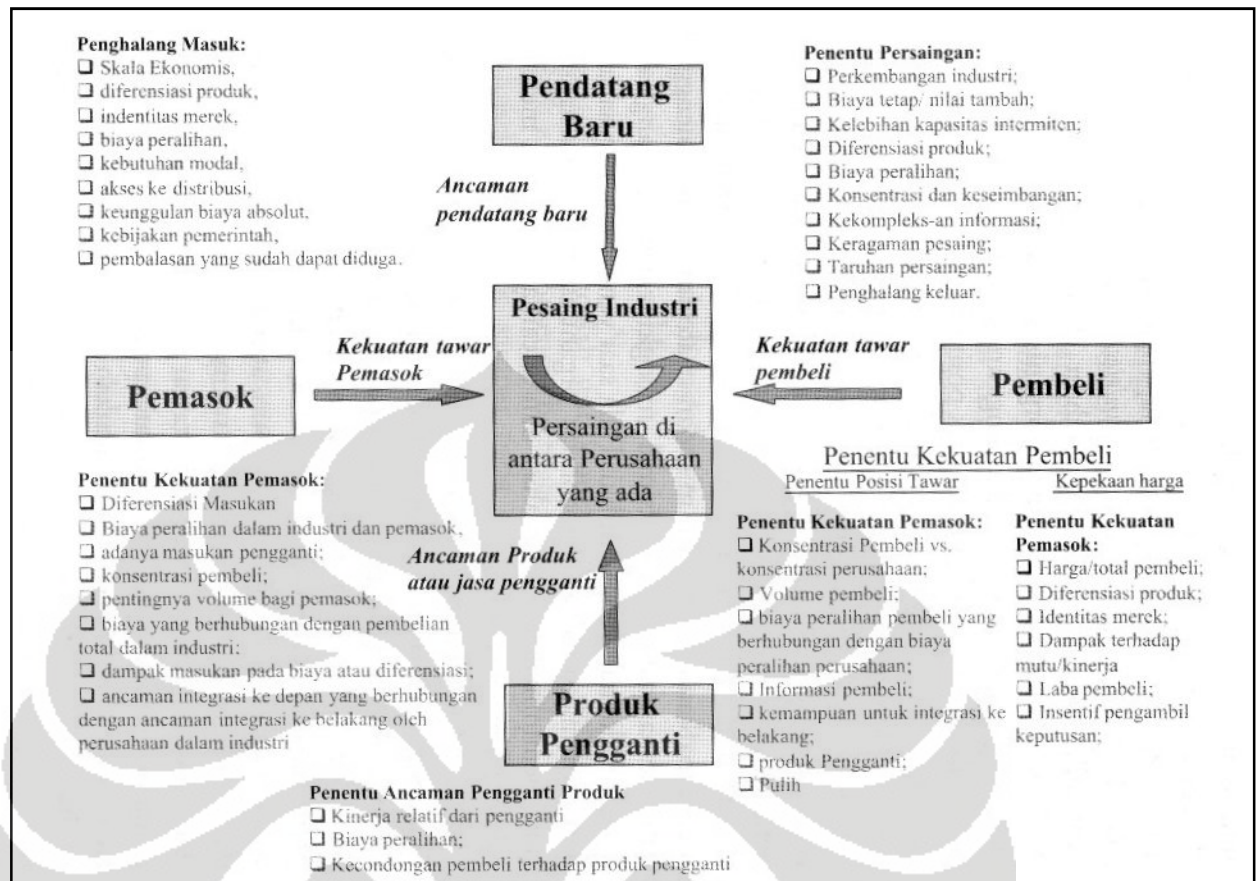 Penghalang Masuk:
❑ Skala Ekonomis,
❑ diferensiasi produk,
❑ indentitas merek,
❑ biaya peralihan,
❑ kebutuhan modal,
❑ akses ke distribusi,
❑ keunggulan biaya absolut,
❑ kebijakan pemerintah,
❑ pembalasan yang sudah dapat diduga.
Pendatang
Baru
Ancaman
pendatang baru
Penentu Persaingan:
❑ Perkembangan industri;
❑ Biaya tetap/ nilai tambah;
❑ Kelebihan kapasitas intermiten;
❑ Diferensiasi produk;
❑ Biaya peralihan;
❑ Konsentrasi dan keseimbangan;
❑ Kekompleks-an informasi;
❑ Keragaman pesaing;
❑ Taruhan persaingan;
❑ Penghalang keluar.
Pemasok
Kekuatan tawar
Pemasok
Pesaing Industri
Persaingan di
antara Perusahaan
yang ada
Kekuatan tawar
pembeli
Pembeli
Penentu Kekuatan Pemasok:
❑ Diferensiasi Masukan
❑ Biaya peralihan dalam industri dan pemasok,
❑ adanya masukan pengganti;
❑ konsentrasi pembeli;
❑ pentingnya volume bagi pemasok;
❑ biaya yang berhubungan dengan pembelian
total dalam industri;
❑ dampak masukan pada biaya atau diferensiasi;
❑ ancaman integrasi ke depan yang berhubungan
dengan ancaman integrasi ke belakang oleh
perusahaan dalam industri
Ancaman Produk
atau jasa pengganti
Produk
Pengganti
Penentu Kekuatan Pembeli
Penentu Posisi Tawar
Kepekaan harga
Penentu Kekuatan Pemasok:
❑ Konsentrasi Pembeli vs.
konsentrasi perusahaan;
❑ Volume pembeli;
❑ biaya peralihan pembeli yang
berhubungan dengan biaya
peralihan perusahaan;
❑ Informasi pembeli;
❑ kemampuan untuk integrasi ke
belakang;
❑ produk Pengganti;
❑ Pulih
Penentu Kekuatan
Pemasok:
❑ Harga/total pembeli;
❑ Diferensiasi produk;
❑ Identitas merek;
❑ Dampak terhadap
mutu/kinerja
❑ Laba pembeli;
❑ Insentif pengambil
keputusan;
Penentu Ancaman Pengganti Produk
❑ Kinerja relatif dari pengganti
❑ Biaya peralihan;
❑ Kecondongan pembeli terhadap produk pengganti